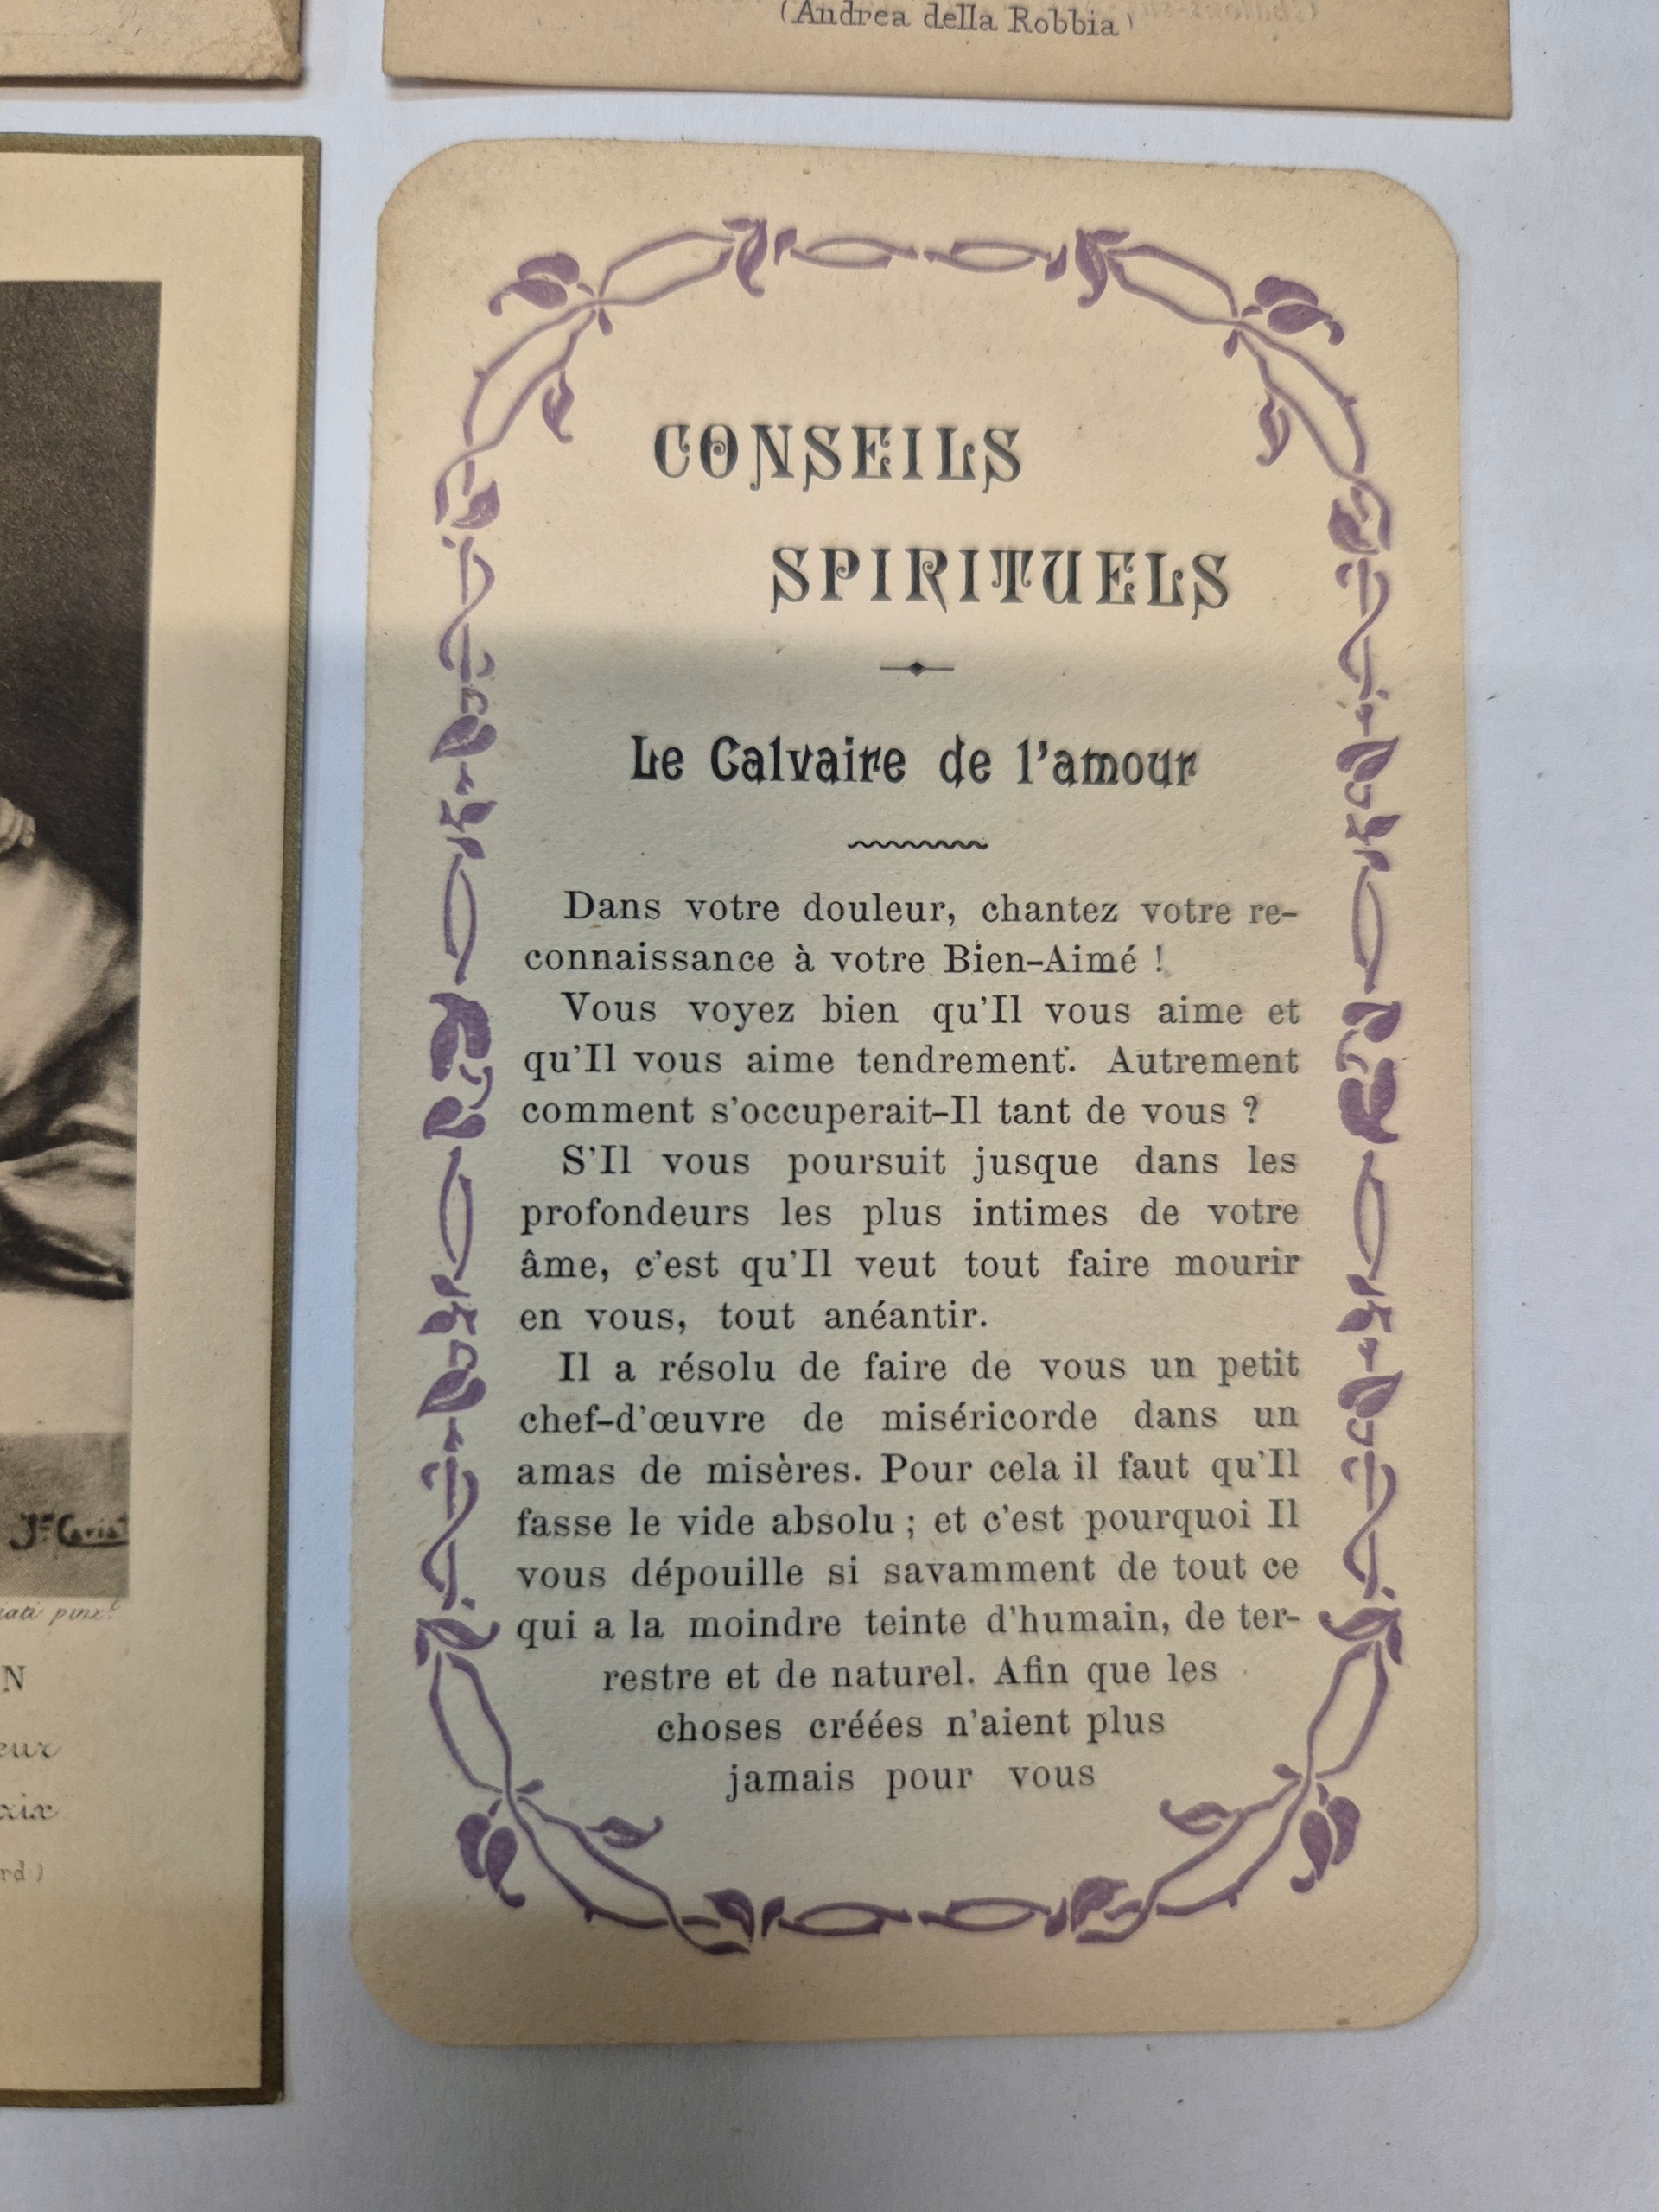 (Andrea della Robbia)
CONSEILS
SPIRITUELS
Le Calvaire de l'amour
Dans votre douleur, chantez votre re-
connaissance à votre Bien-Aimé !
Vous voyez bien qu'Il vous aime et
qu'Il vous aime tendrement. Autrement
comment s'occuperait-Il tant de vous ?
S'Il vous poursuit jusque dans les
profondeurs les plus intimes de votre
âme, c'est qu'Il veut tout faire mourir
en vous, tout anéantir.
Il a résolu de faire de vous un petit
chef-d'œuvre de miséricorde dans un
amas de misères. Pour cela il faut qu'Il
fasse le vide absolu ; et c'est pourquoi Il
vous dépouille si savamment de tout ce
qui a la moindre teinte d'humain, de ter-
restre et de naturel. Afin que les
choses créées n'aient plus
jamais pour vous
pinxt
N
eur
oix
rd)